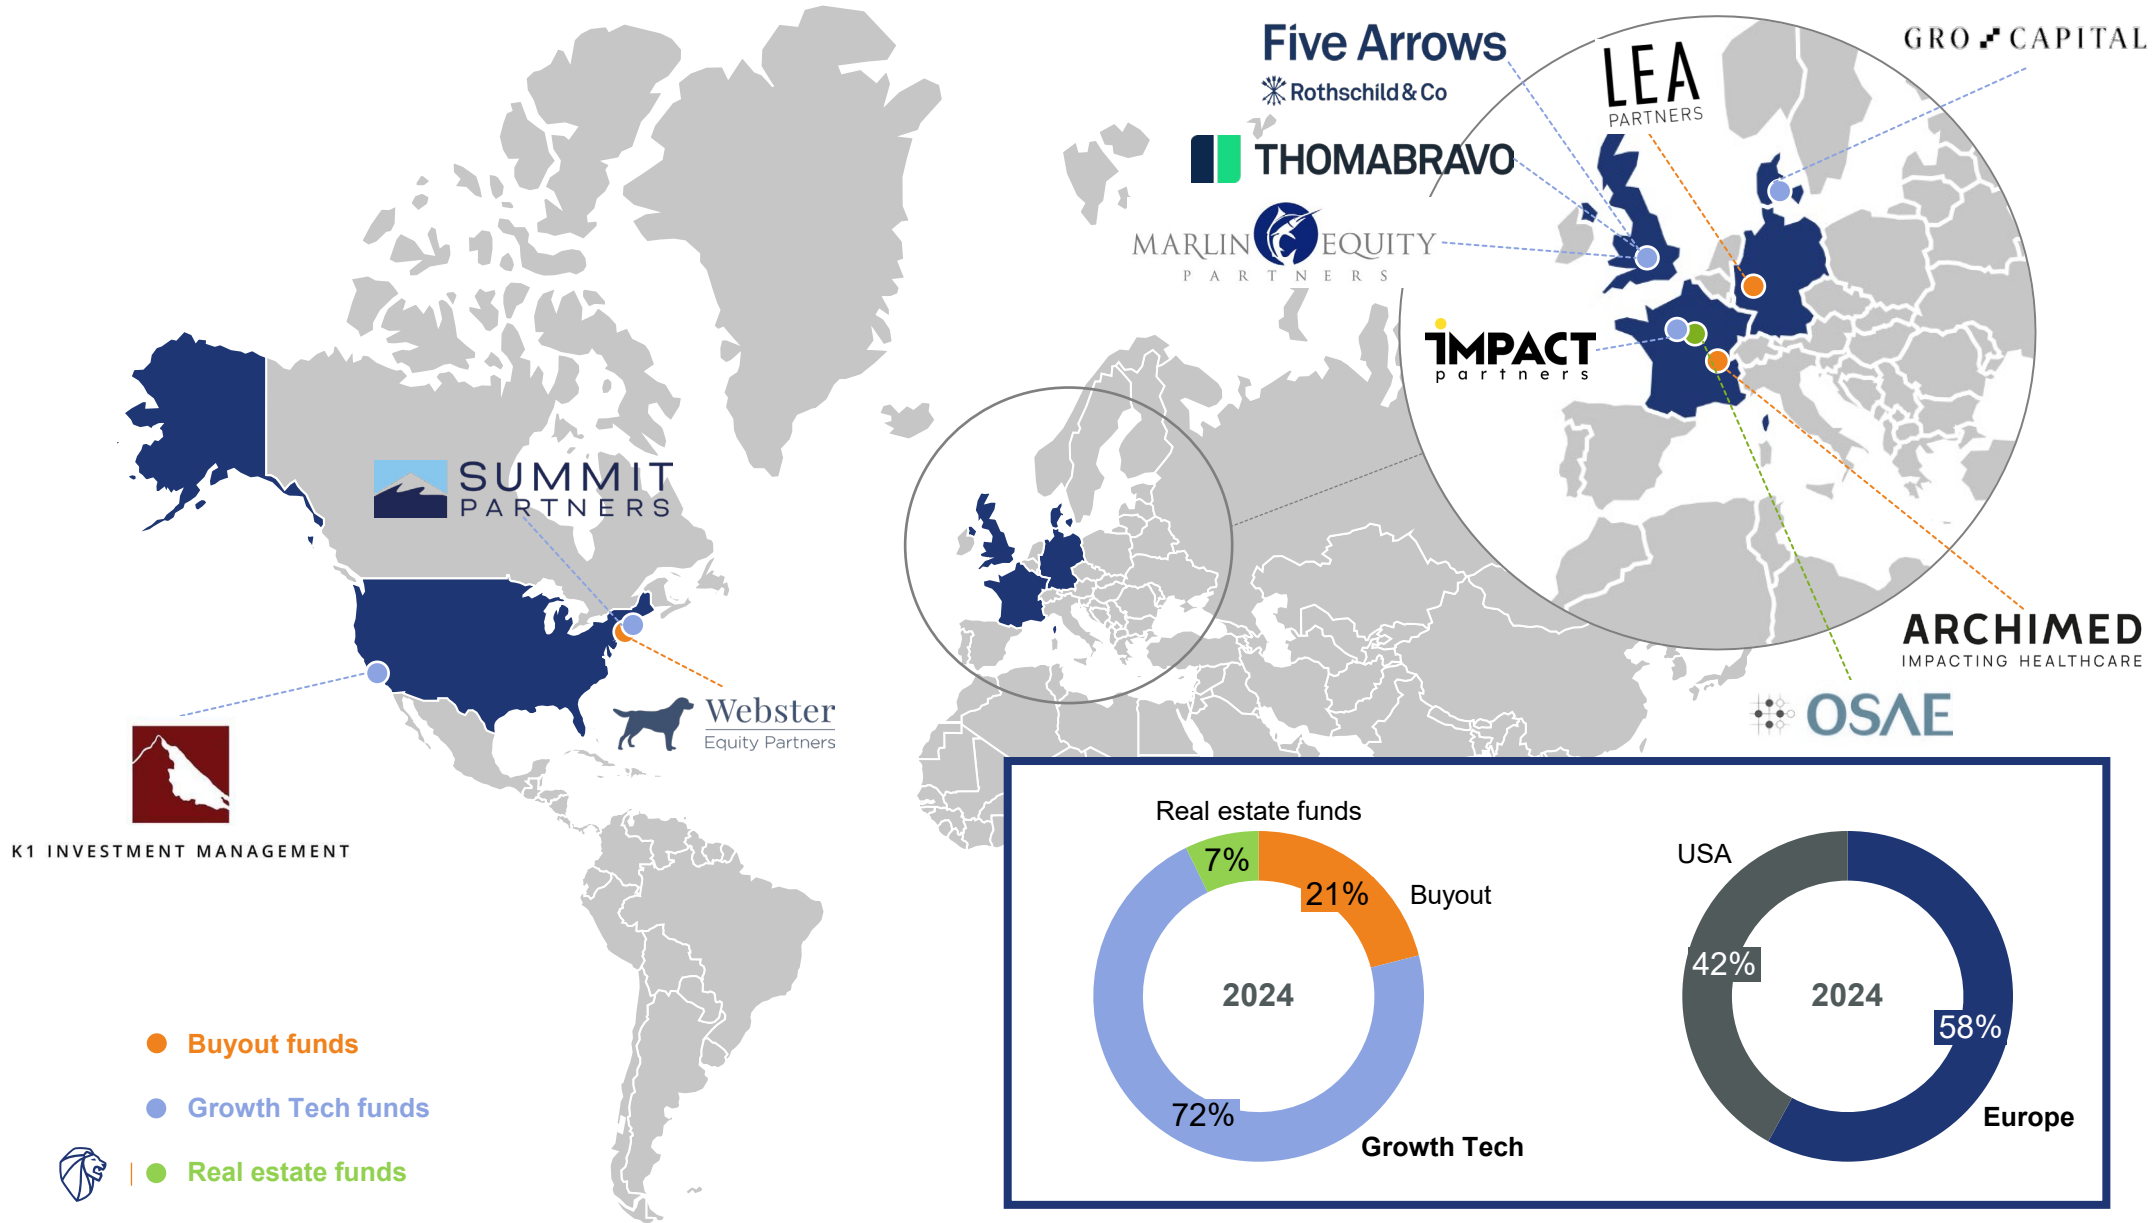 Five Arrows
Rothschild & Co
THOMABRAVO
MARLIN EQUITY
PARTNERS
LEA
PARTNERS
GRO CAPITAL
IMPACT
partners
SUMMIT
PARTNERS
Webster
Equity Partners
K1 INVESTMENT MANAGEMENT
ARCHIMED
IMPACTING HEALTHCARE
OSAE
Real estate funds
7%
21%
Buyout
2024
72%
Growth Tech
USA
42%
2024
58%
Europe
Buyout funds
Growth Tech funds
Real estate funds